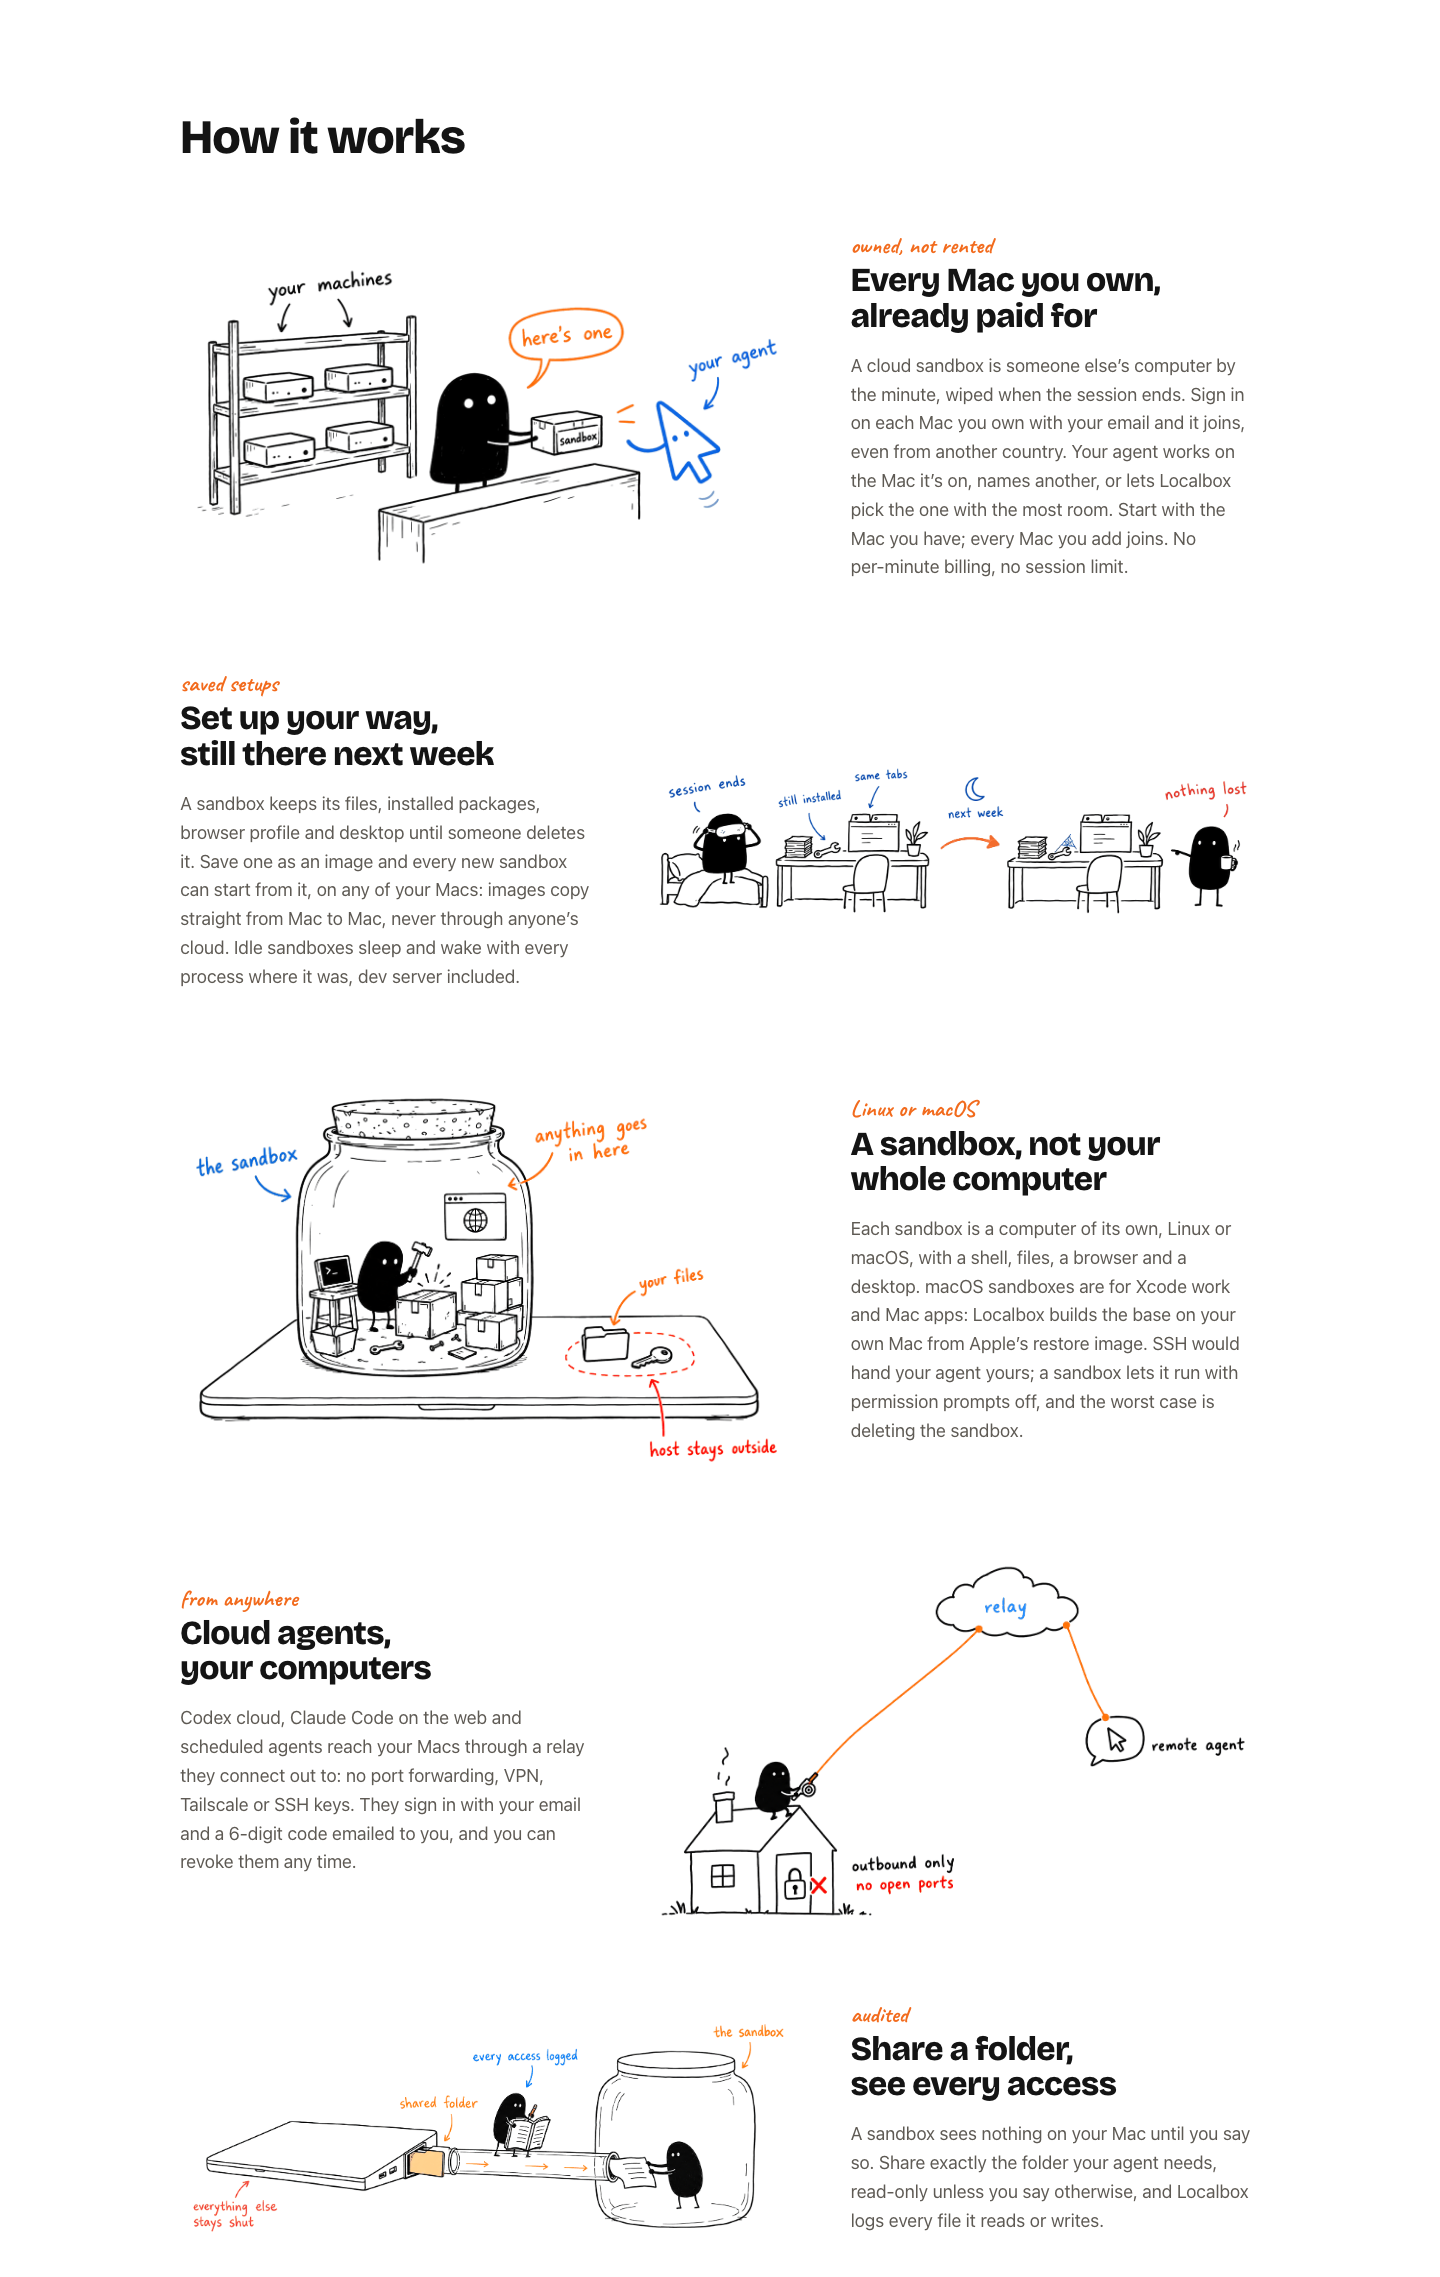 How it works
your machines
here's one
your agent
sandbox
owned, not rented
Every Mac you own,
already paid for
A cloud sandbox is someone else’s computer by
the minute, wiped when the session ends. Sign in
on each Mac you own with your email and it joins,
even from another country. Your agent works on
the Mac it’s on, names another, or lets Localbox
pick the one with the most room. Start with the
Mac you have; every Mac you add joins. No
per-minute billing, no session limit.
saved setups
Set up your way,
still there next week
A sandbox keeps its files, installed packages,
browser profile and desktop until someone deletes
it. Save one as an image and every new sandbox
can start from it, on any of your Macs: images copy
straight from Mac to Mac, never through anyone’s
cloud. Idle sandboxes sleep and wake with every
process where it was, dev server included.
session ends
still installed
same tabs
next week
nothing lost
the sandbox
anything goes
in here
>_
your files
host stays outside
Linux or macOS
A sandbox, not your
whole computer
Each sandbox is a computer of its own, Linux or
macOS, with a shell, files, a browser and a
desktop. macOS sandboxes are for Xcode work
and Mac apps: Localbox builds the base on your
own Mac from Apple’s restore image. SSH would
hand your agent yours; a sandbox lets it run with
permission prompts off, and the worst case is
deleting the sandbox.
from anywhere
Cloud agents,
your computers
Codex cloud, Claude Code on the web and
scheduled agents reach your Macs through a relay
they connect out to: no port forwarding, VPN,
Tailscale or SSH keys. They sign in with your email
and a 6-digit code emailed to you, and you can
revoke them any time.
relay
remote agent
outbound only
no open ports
the sandbox
every access logged
shared folder
everything else
stays shut
audited
Share a folder,
see every access
A sandbox sees nothing on your Mac until you say
so. Share exactly the folder your agent needs,
read-only unless you say otherwise, and Localbox
logs every file it reads or writes.